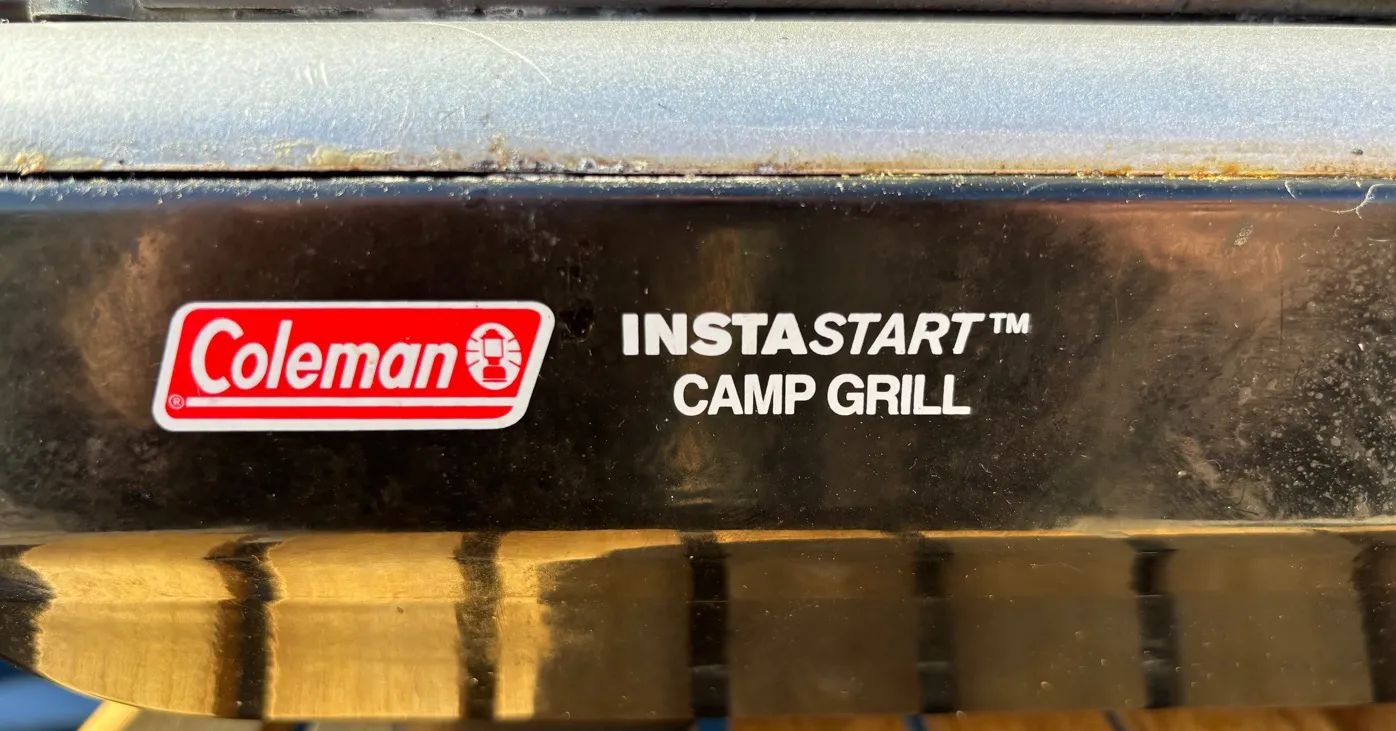 Coleman
®
INSTASTART™
CAMP GRILL